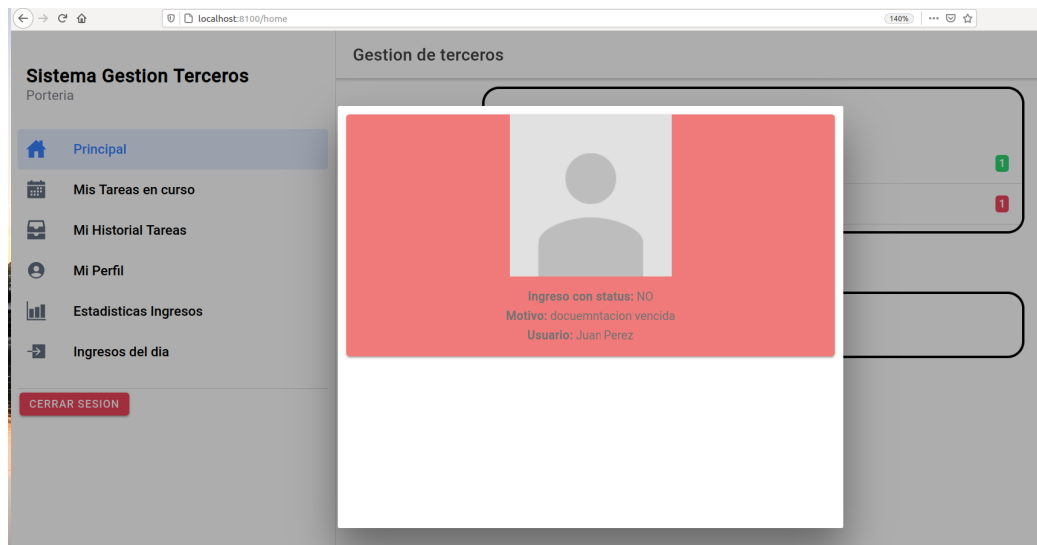 localhost:8100/home
140%
Sistema Gestion Terceros
Porteria
Principal
Mis Tareas en curso
Mi Historial Tareas
Mi Perfil
Estadisticas Ingresos
Ingresos del dia
CERRAR SESION
Gestion de terceros
1
1
Ingreso con status: NO
Motivo: docuemntacion vencida
Usuario: Juan Perez